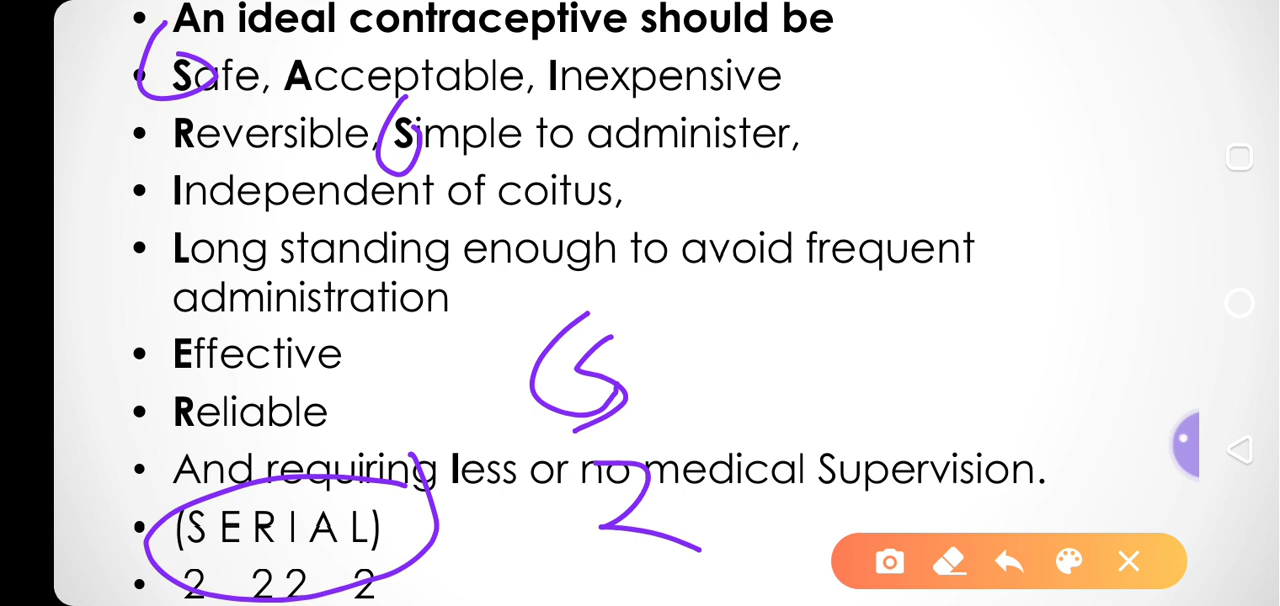 • An ideal contraceptive should be
• Safe, Acceptable, Inexpensive
• Reversible, Simple to administer,
• Independent of coitus,
• Long standing enough to avoid frequent
administration
• Effective
• Reliable
• And requiring less or no medical Supervision.
• (S E R I A L)
• 2 2 2 2